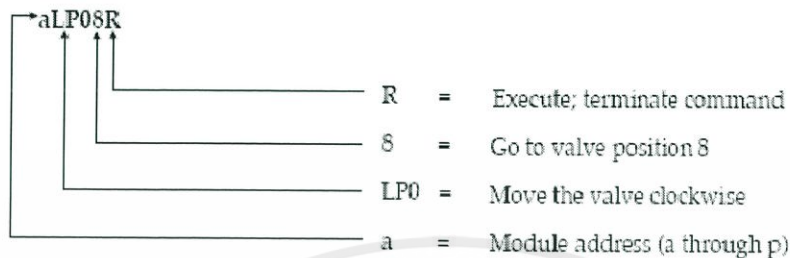 aLP08R
R = Execute; terminate command
8 = Go to valve position 8
LP0 = Move the valve clockwise
a = Module address (a through p)